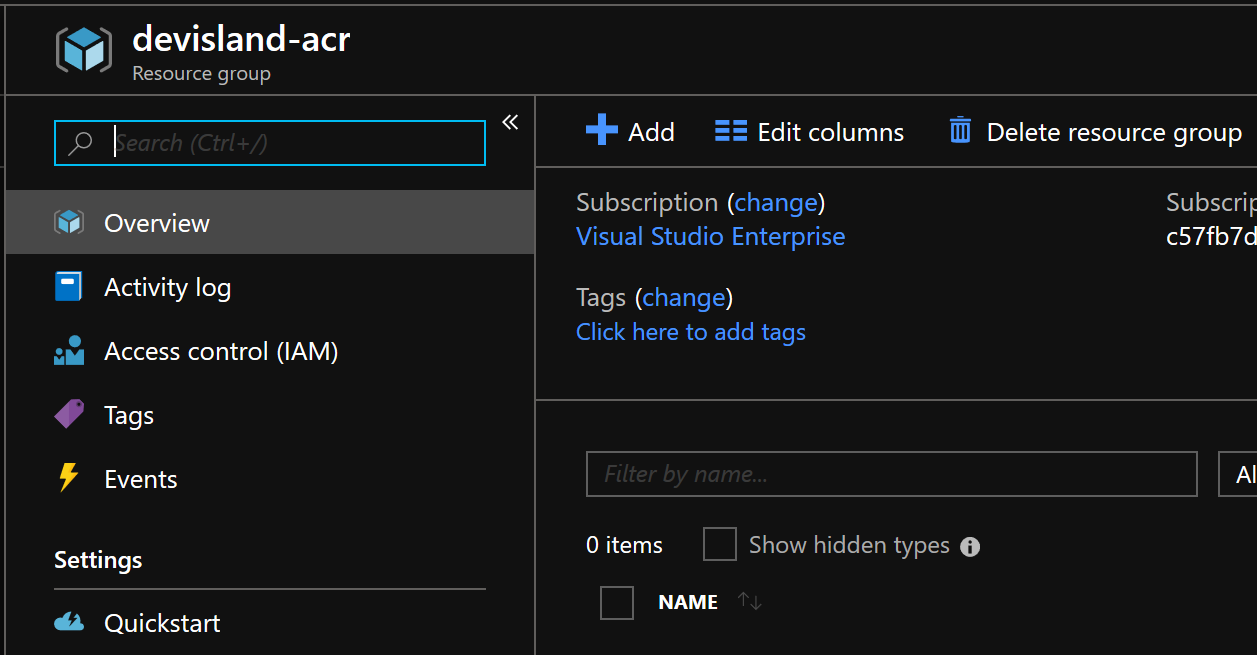 devisland-acr
Resource group
Search (Ctrl+/)
Overview
Activity log
Access control (IAM)
Tags
Events
Settings
Quickstart
Add
Edit columns
Delete resource group
Subscription (change)
Visual Studio Enterprise
Subscrip
c57fb7d
Tags (change)
Click here to add tags
Filter by name...
Al
0 items
Show hidden types
NAME